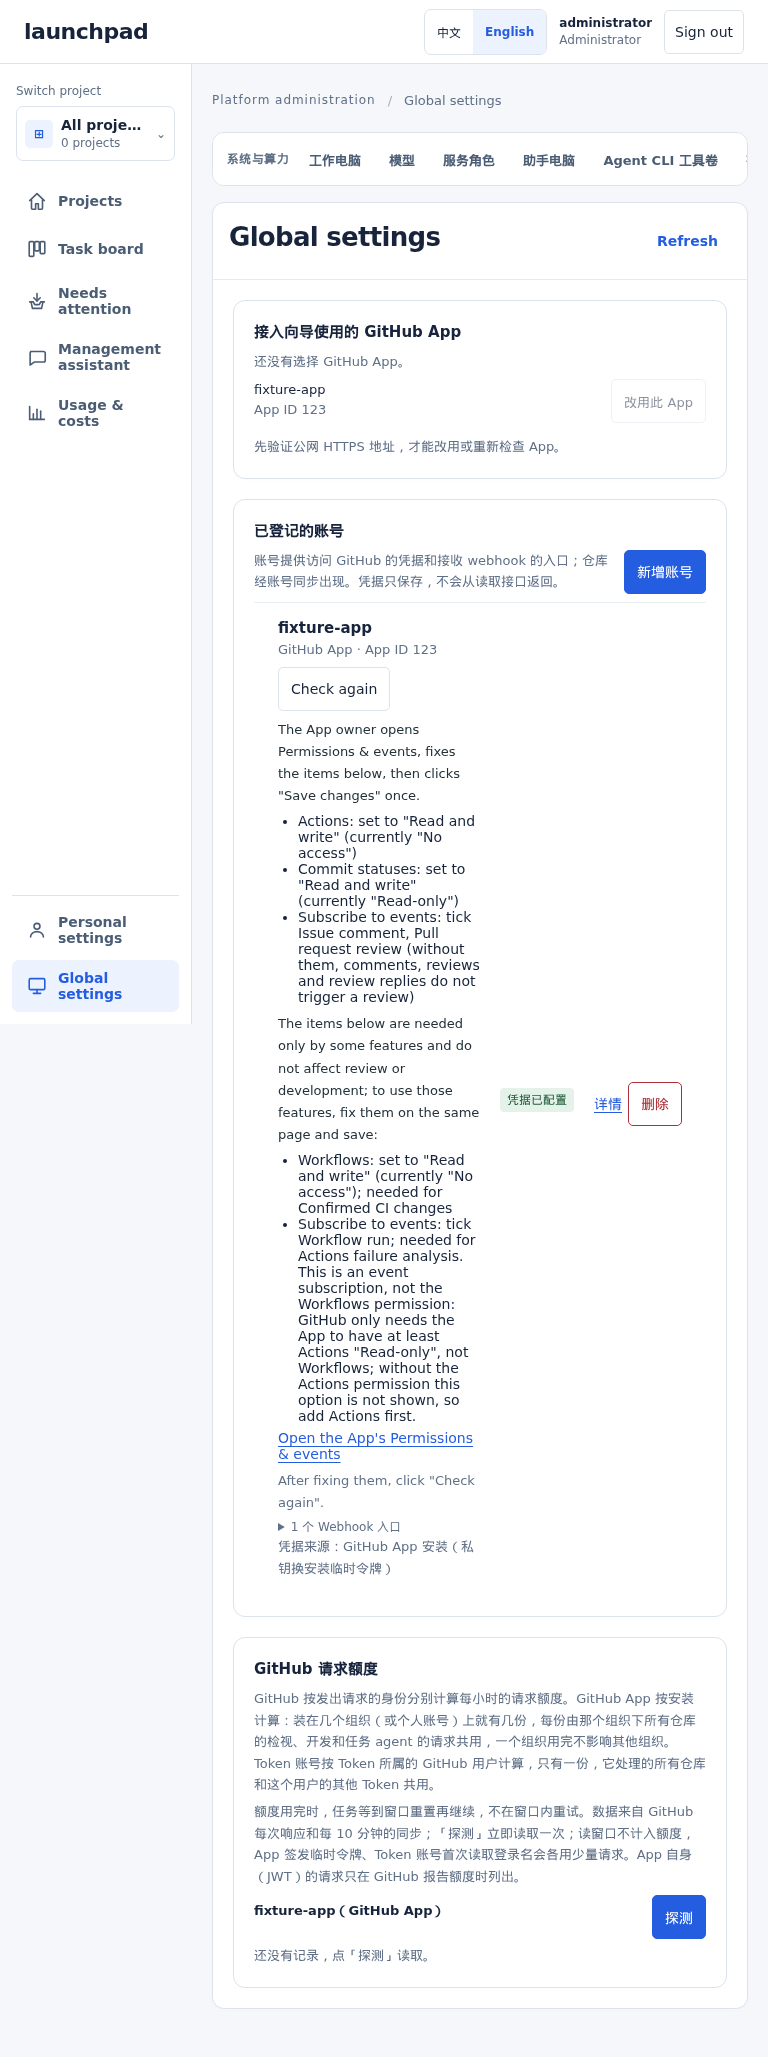 launchpad
中文
English
administrator
Administrator
Sign out
Switch project
All proje...
0 projects
Projects
Task board
Needs
attention
Management
assistant
Usage &
costs
Personal
settings
Global
settings
Platform administration / Global settings
系统与算力 工作电脑 模型 服务角色 助手电脑 Agent CLI 工具卷
Global settings
Refresh
接入向导使用的 GitHub App
还没有选择 GitHub App。
fixture-app
App ID 123
改用此 App
先验证公网 HTTPS 地址，才能改用或重新检查 App。
已登记的账号
账号提供访问 GitHub 的凭据和接收 webhook 的入口；仓库
经账号同步出现。凭据只保存，不会从读取接口返回。
新增账号
fixture-app
GitHub App · App ID 123
Check again
The App owner opens
Permissions & events, fixes
the items below, then clicks
"Save changes" once.
• Actions: set to "Read and
write" (currently "No
access")
• Commit statuses: set to
"Read and write"
(currently "Read-only")
• Subscribe to events: tick
Issue comment, Pull
request review (without
them, comments, reviews
and review replies do not
trigger a review)
The items below are needed
only by some features and do
not affect review or
development; to use those
features, fix them on the same
page and save:
• Workflows: set to "Read
and write" (currently "No
access"); needed for
Confirmed CI changes
• Subscribe to events: tick
Workflow run; needed for
Actions failure analysis.
This is an event
subscription, not the
Workflows permission:
GitHub only needs the
App to have at least
Actions "Read-only", not
Workflows; without the
Actions permission this
option is not shown, so
add Actions first.
Open the App's Permissions
& events
After fixing them, click "Check
again".
1 个 Webhook 入口
凭据来源：GitHub App 安装（私
钥换安装临时令牌）
凭据已配置
详情
删除
GitHub 请求额度
GitHub 按发出请求的身份分别计算每小时的请求额度。GitHub App 按安装
计算：装在几个组织（或个人账号）上就有几份，每份由那个组织下所有仓库
的检视、开发和任务 agent 的请求共用，一个组织用完不影响其他组织。
Token 账号按 Token 所属的 GitHub 用户计算，只有一份，它处理的所有仓库
和这个用户的其他 Token 共用。
额度用完时，任务等到窗口重置再继续，不在窗口内重试。数据来自 GitHub
每次响应和每 10 分钟的同步；「探测」立即读取一次；读窗口不计入额度，
App 签发临时令牌、Token 账号首次读取登录名会各用少量请求。App 自身
（JWT）的请求只在 GitHub 报告额度时列出。
fixture-app（GitHub App）
探测
还没有记录，点「探测」读取。